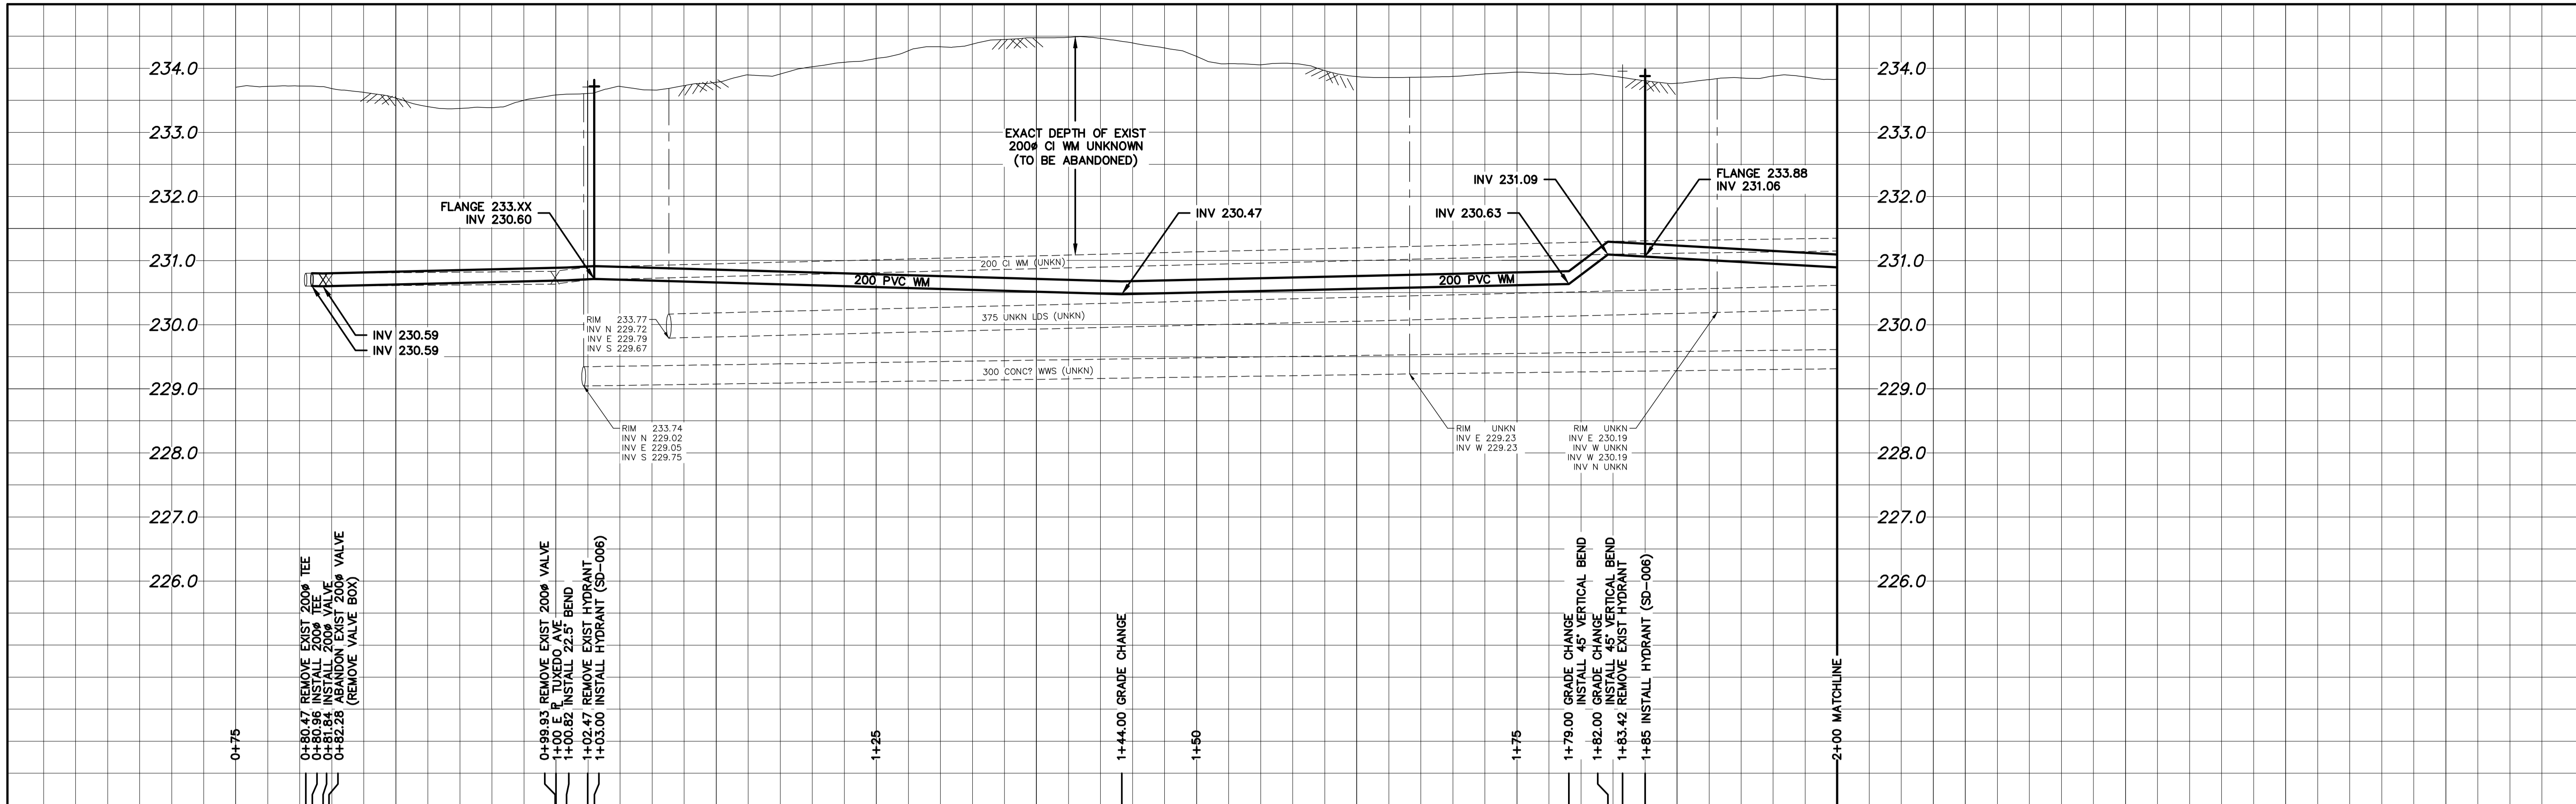 234.0
233.0
232.0
231.0
230.0
229.0
228.0
227.0
226.0
EXACT DEPTH OF EXIST
200ø CI WM UNKNOWN
(TO BE ABANDONED)
FLANGE 233.XX
INV 230.60
INV 230.59
INV 230.59
INV 230.47
INV 231.09
INV 230.63
FLANGE 233.88
INV 231.06
200 CI WM (UNKN)
200 PVC WM
200 PVC WM
375 UNKN LDS (UNKN)
300 CONC? WWS (UNKN)
RIM 233.77
INV N 229.72
INV E 229.79
INV S 229.67
RIM 233.74
INV N 229.02
INV E 229.05
INV S 229.75
RIM UNKN
INV E 229.23
INV W 229.23
RIM UNKN
INV E 230.19
INV W UNKN
INV W 230.19
INV N UNKN
234.0
233.0
232.0
231.0
230.0
229.0
228.0
227.0
226.0
0+75
0+80.47 REMOVE EXIST 200ø TEE
0+80.96 INSTALL 200ø TEE
0+81.84 INSTALL 200ø VALVE
0+82.28 ABANDON EXIST 200ø VALVE
(REMOVE VALVE BOX)
0+99.93 REMOVE EXIST 200ø VALVE
1+00 E PL TUXEDO AVE
1+00.82 INSTALL 22.5° BEND
1+02.47 REMOVE EXIST HYDRANT
1+03.00 INSTALL HYDRANT (SD-006)
1+25
1+44.00 GRADE CHANGE
1+50
1+75
1+79.00 GRADE CHANGE
INSTALL 45° VERTICAL BEND
1+82.00 GRADE CHANGE
INSTALL 45° VERTICAL BEND
1+83.42 REMOVE EXIST HYDRANT
1+85 INSTALL HYDRANT (SD-006)
2+00 MATCHLINE